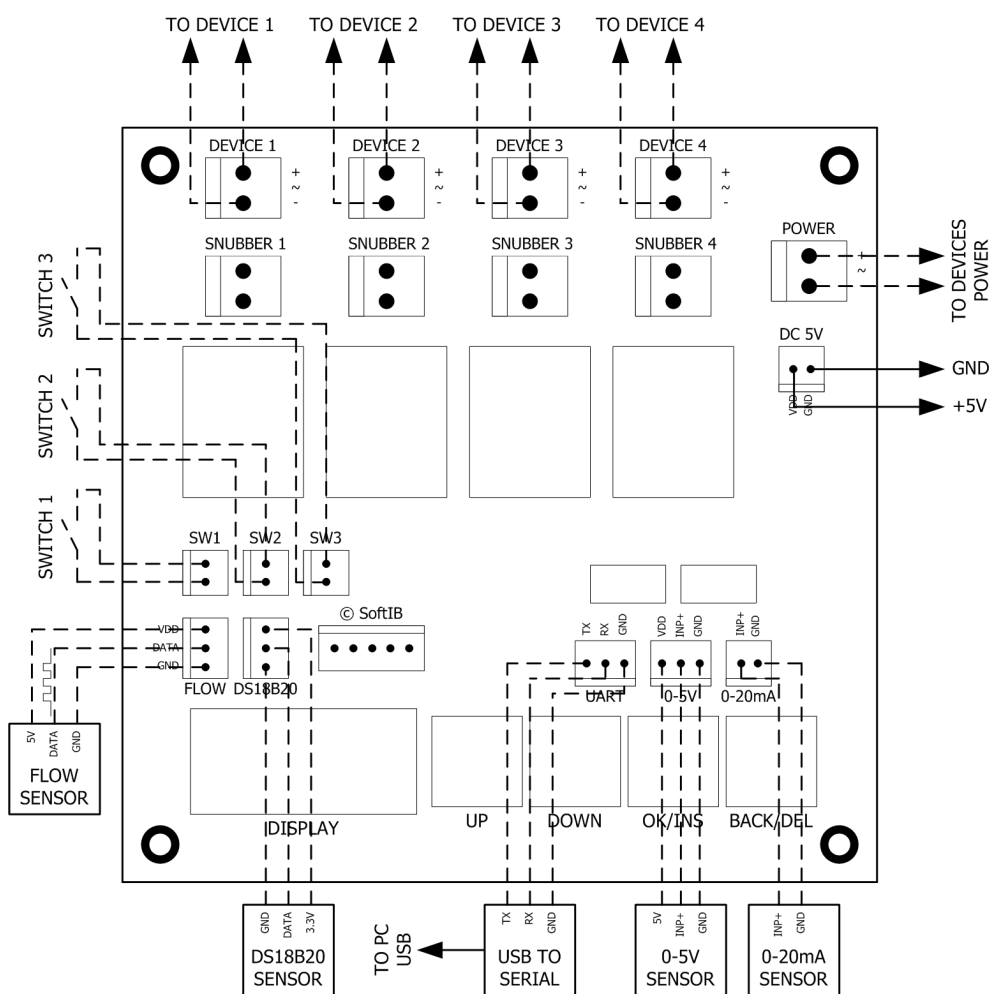 TO DEVICE 1
TO DEVICE 2
TO DEVICE 3
TO DEVICE 4
DEVICE 1
DEVICE 2
DEVICE 3
DEVICE 4
+
~
-
+
~
-
+
~
-
+
~
-
SNUBBER 1
SNUBBER 2
SNUBBER 3
SNUBBER 4
POWER
+
~
TO DEVICES
POWER
DC 5V
VDD
GND
GND
+5V
SWITCH 3
SWITCH 2
SWITCH 1
SW1
SW2
SW3
© SoftIB
VDD
DATA
GND
FLOW
DS18B20
TX
RX
GND
UART
VDD
INP+
GND
0-5V
INP+
GND
0-20mA
5V
DATA
GND
FLOW
SENSOR
DISPLAY
UP
DOWN
OK/INS
BACK/DEL
GND
DATA
3.3V
DS18B20
SENSOR
TO PC
USB
TX
RX
GND
USB TO
SERIAL
5V
INP+
GND
0-5V
SENSOR
INP+
GND
0-20mA
SENSOR